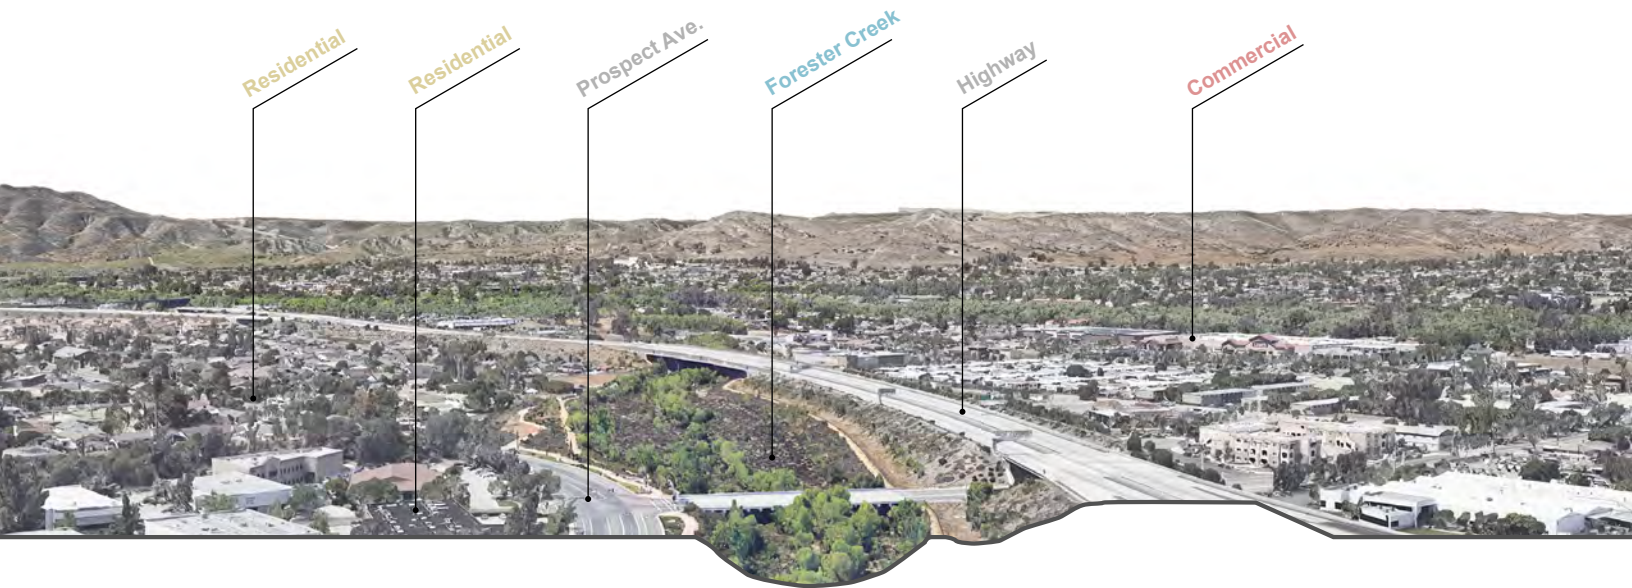 Residential
Residential
Prospect Ave.
Forester Creek
Highway
Commercial